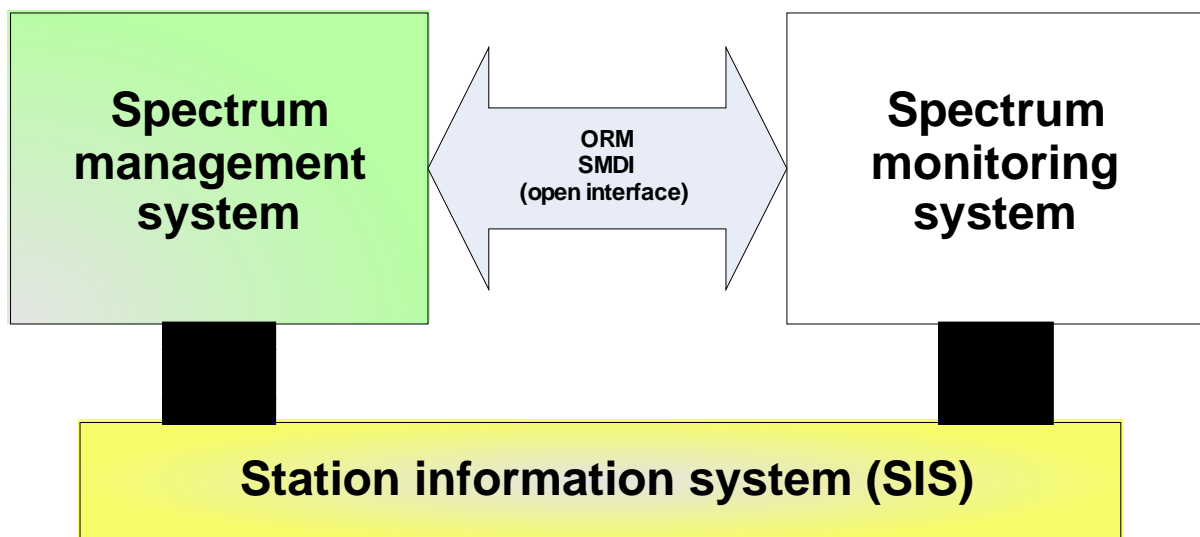 Spectrum
management
system
ORM
SMDI
(open interface)
Spectrum
monitoring
system
Station information system (SIS)